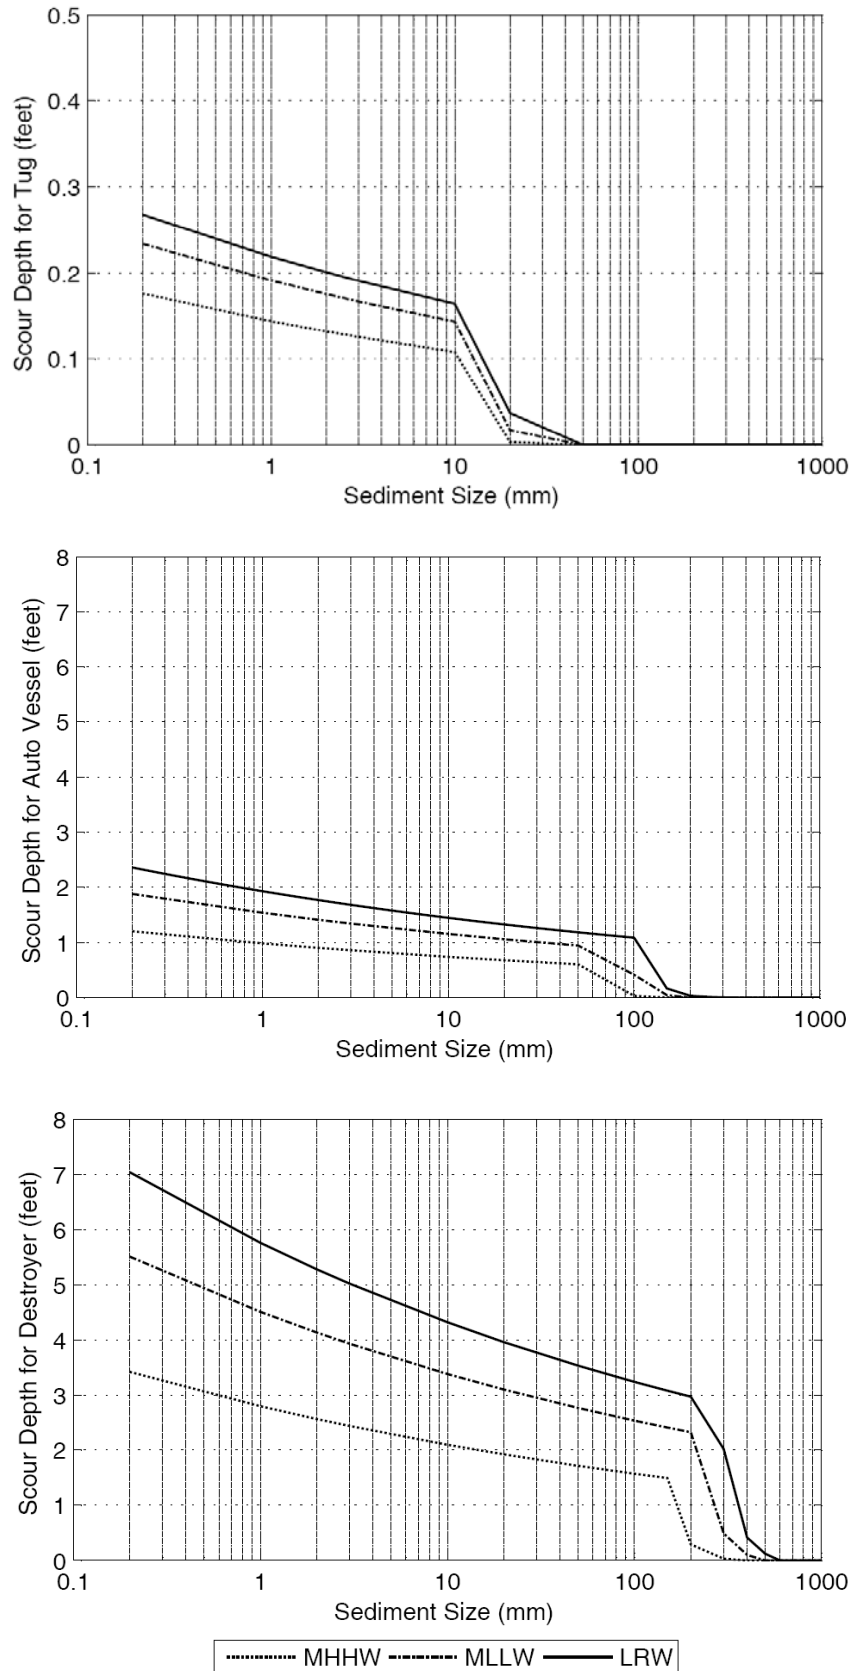 Scour Depth for Tug (feet)
0.5
0.4
0.3
0.2
0.1
0
0.1 1 10 100 1000
Sediment Size (mm)
Scour Depth for Auto Vessel (feet)
8
7
6
5
4
3
2
1
0
0.1 1 10 100 1000
Sediment Size (mm)
Scour Depth for Destroyer (feet)
8
7
6
5
4
3
2
1
0
0.1 1 10 100 1000
Sediment Size (mm)
MHHW MLLW LRW